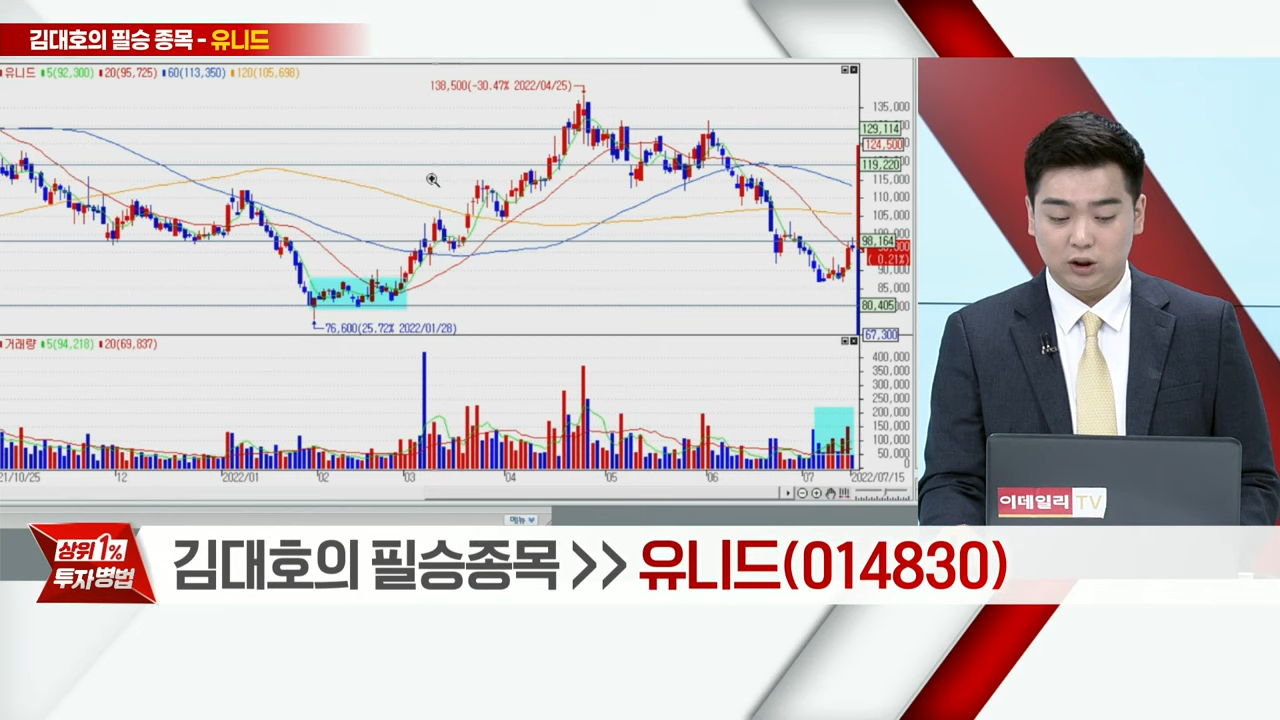 김대호의 필승 종목 - 유니드
유니드 5(92,300) 20(95,725) 60(113,350) 120(105,698)
138,500(-30.47% 2022/04/25)
135,000
129,114
124,500
119,220
115,000
110,000
105,000
100,000
98,164
( 0.21%)
90,000
85,000
80,405
76,600(25.72% 2022/01/28)
67,300
거래량 5(94,218) 20(69,837)
400,000
350,000
300,000
250,000
200,000
150,000
100,000
50,000
0
21/10/25 12 2022/01 02 03 04 05 06 07 2022/07/15
메뉴
이데일리 TV
상위 1%
투자병법
김대호의 필승종목 >> 유니드(014830)